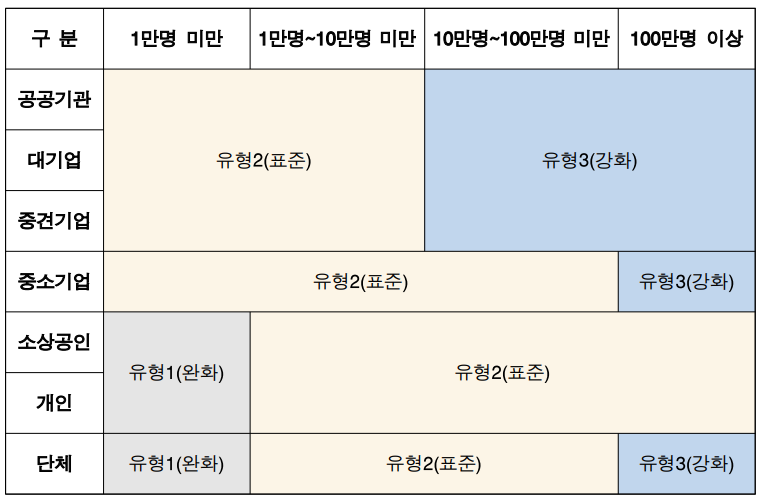 구 분 1만명 미만 1만명~10만명 미만 10만명~100만명 미만 100만명 이상
공공기관
대기업 유형2(표준) 유형3(강화)
중견기업
중소기업 유형2(표준) 유형3(강화)
소상공인
유형1(완화) 유형2(표준)
개인
단체 유형1(완화) 유형2(표준) 유형3(강화)